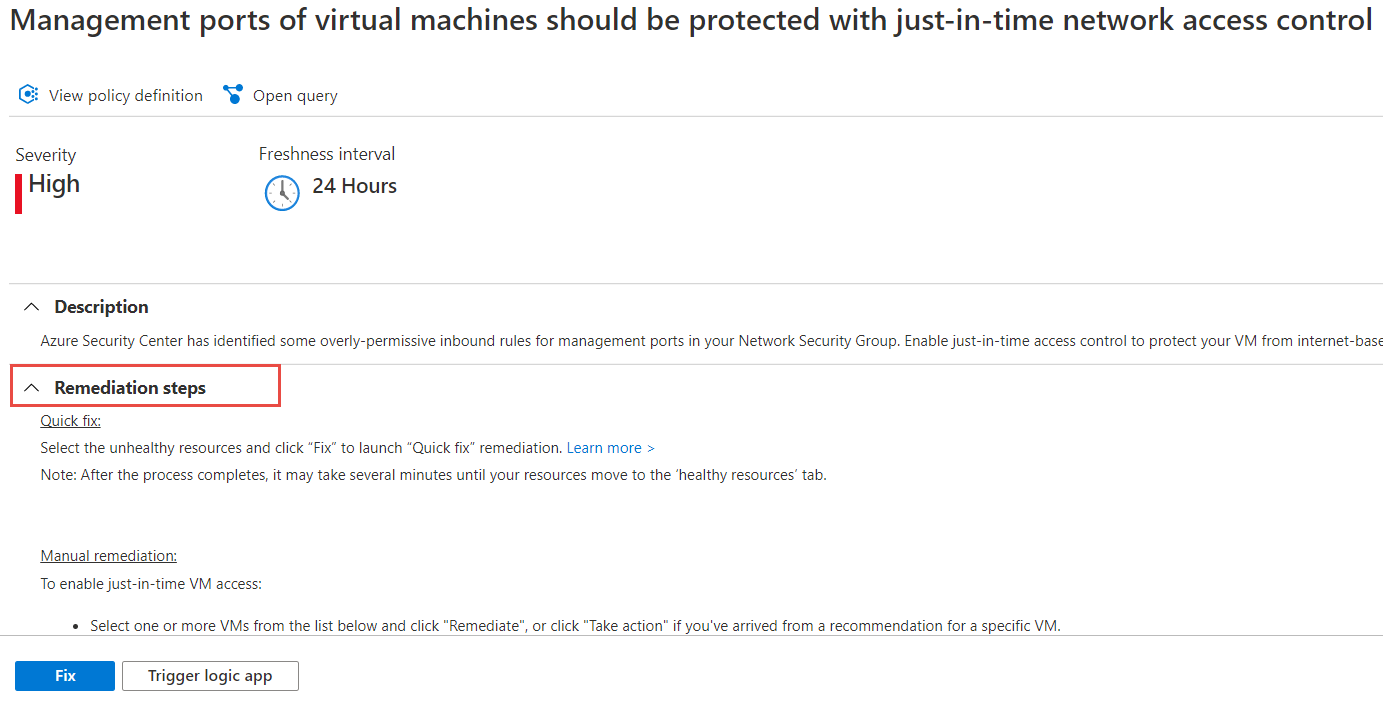 Management ports of virtual machines should be protected with just-in-time network access control
View policy definition Open query
Severity Freshness interval
High 24 Hours
Description
Azure Security Center has identified some overly-permissive inbound rules for management ports in your Network Security Group. Enable just-in-time access control to protect your VM from internet-base
Remediation steps
Quick fix:
Select the unhealthy resources and click “Fix” to launch “Quick fix” remediation. Learn more >
Note: After the process completes, it may take several minutes until your resources move to the ‘healthy resources’ tab.
Manual remediation:
To enable just-in-time VM access:
• Select one or more VMs from the list below and click "Remediate", or click "Take action" if you've arrived from a recommendation for a specific VM.
Fix Trigger logic app